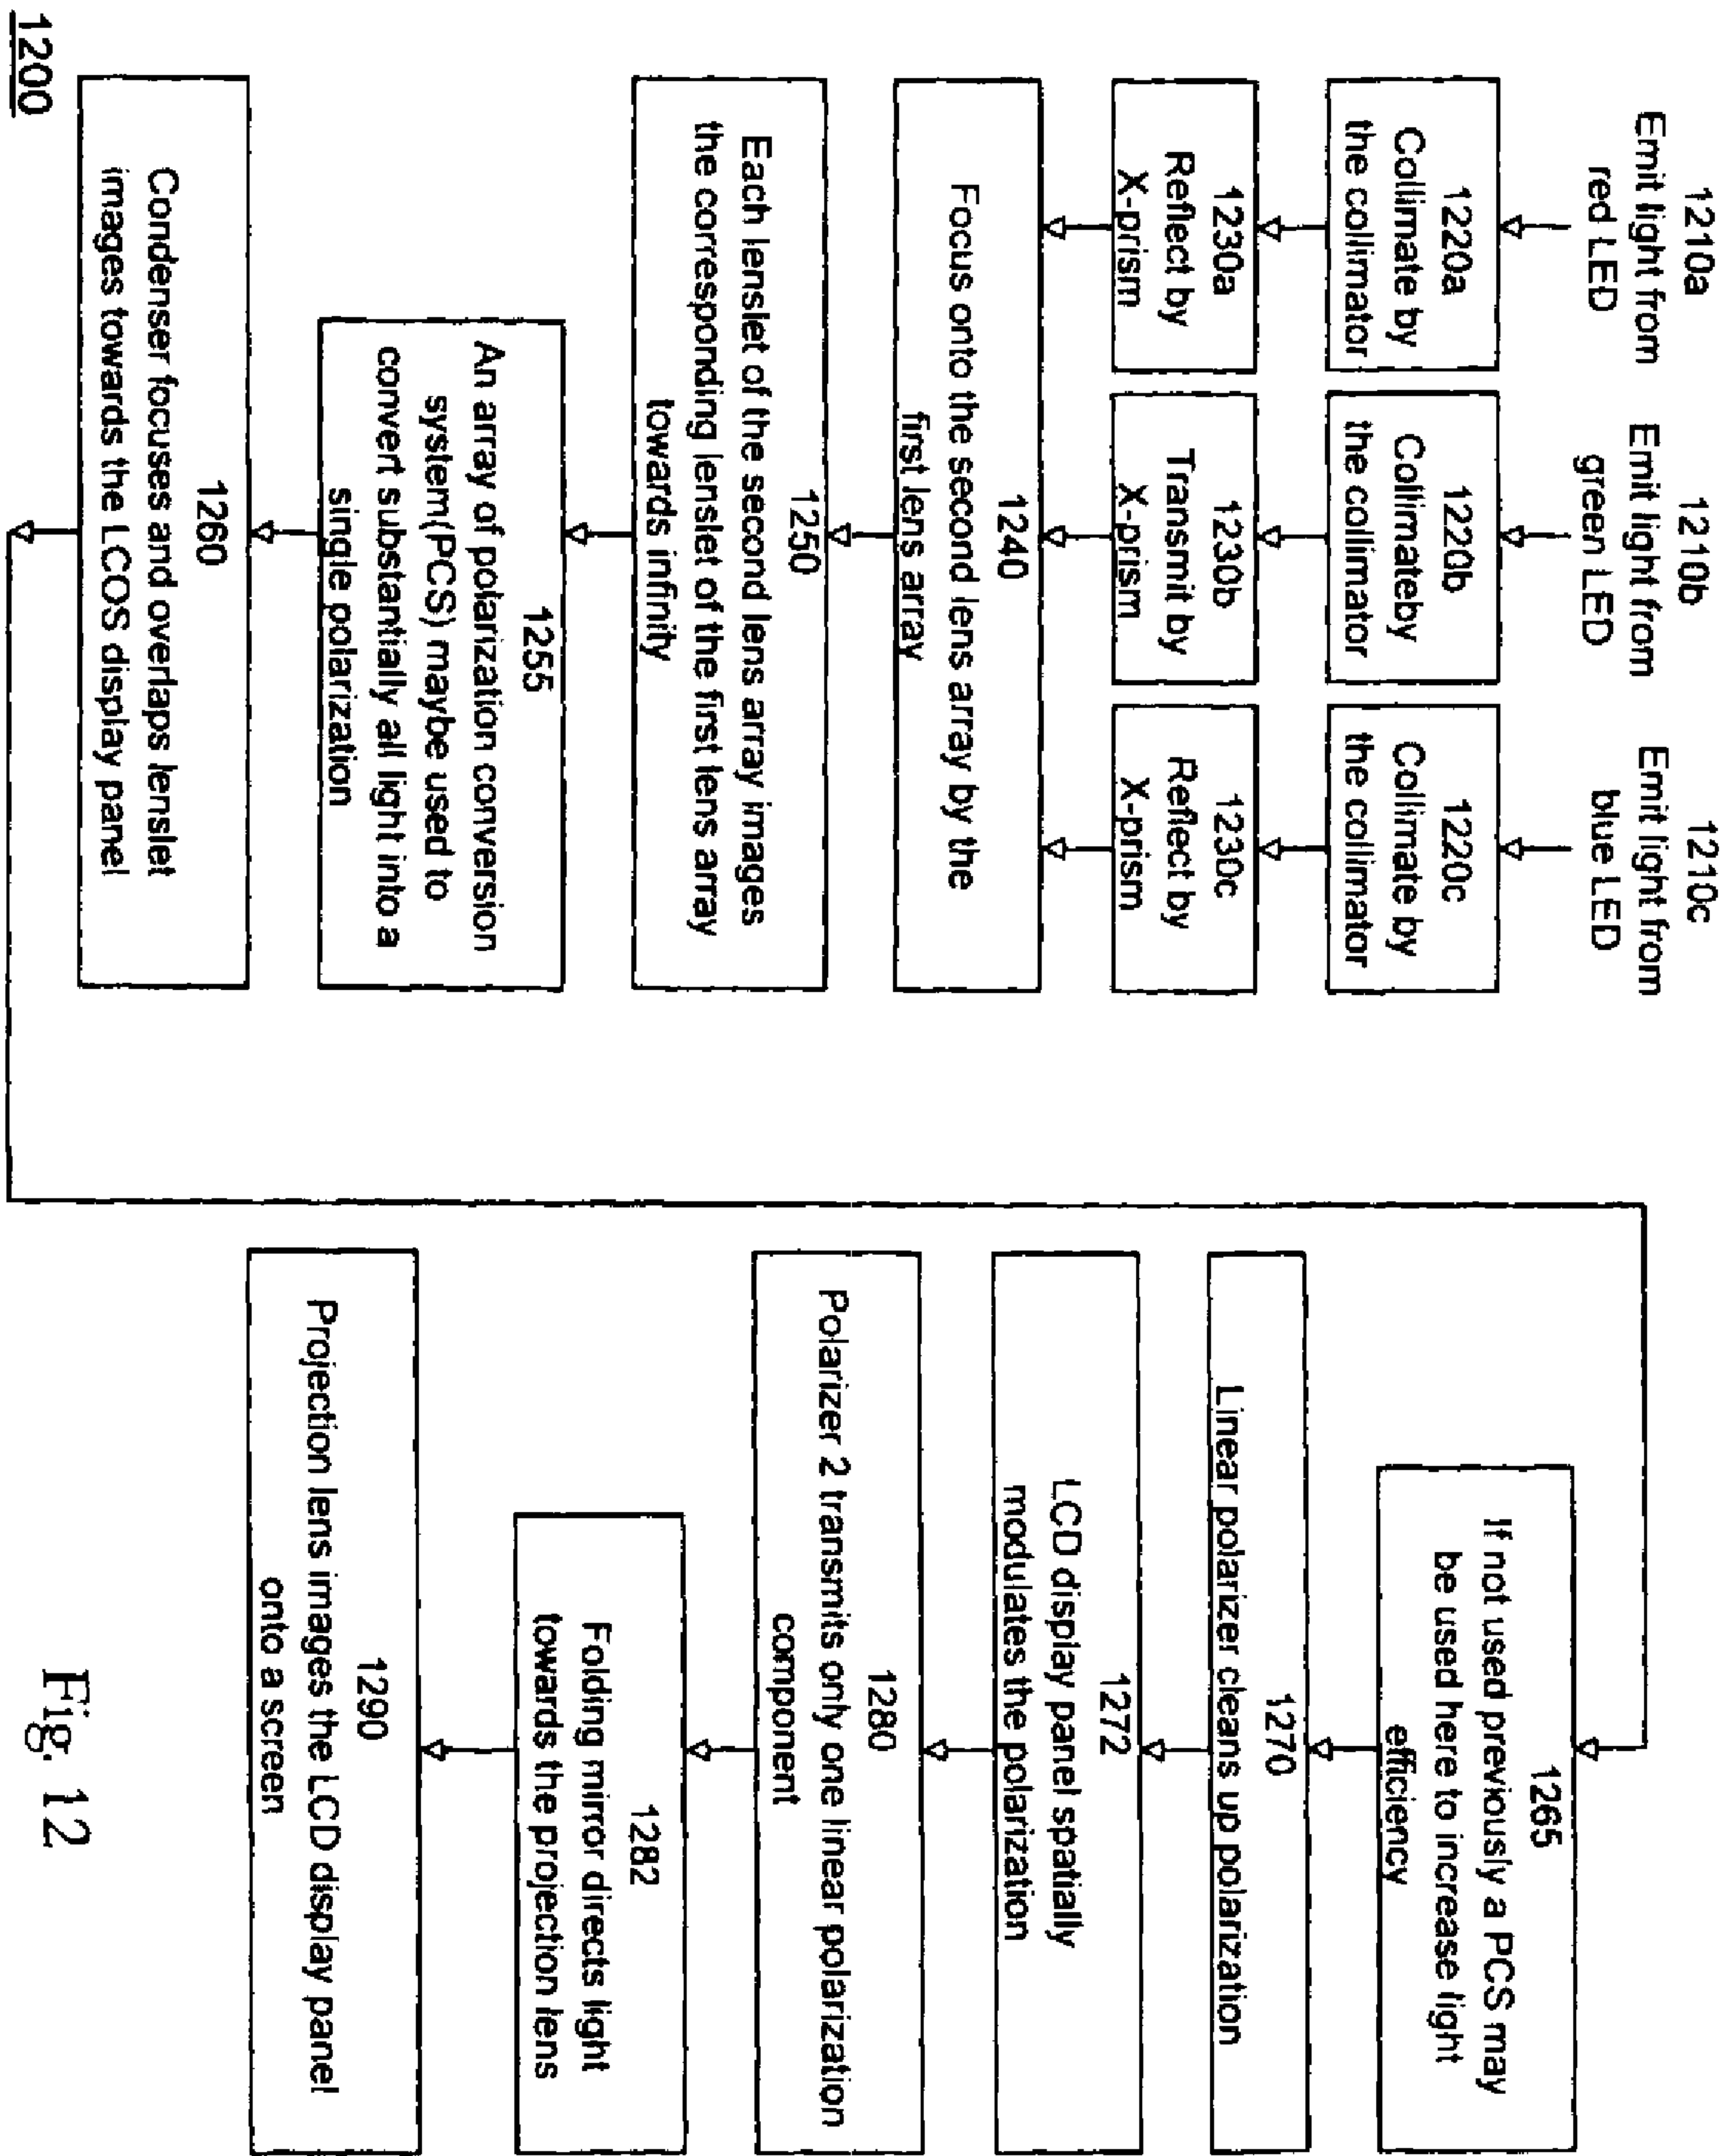 1210a
Emit light from
red LED
1210b
Emit light from
green LED
1210c
Emit light from
blue LED
1220a
Collimate by
the collimator
1220b
Collimateby
the collimator
1220c
Collimate by
the collimator
1230a
Reflect by
X-prism
1230b
Transmit by
X-prism
1230c
Reflect by
X-prism
1240
Focus onto the second lens array by the
first lens array
1250
Each lenslet of the second lens array images
the corresponding lenslet of the first lens array
towards infinity
1255
An array of polarization conversion
system(PCS) maybe used to
convert substantially all light into a
single polarization
1260
Condenser focuses and overlaps lenslet
images towards the LCOS display panel
1200
1265
If not used previously a PCS may
be used here to increase light
efficiency
1270
Linear polarizer cleans up polarization
1272
LCD display panel spatially
modulates the polarization
1280
Polarizer 2 transmits only one linear polarization
component
1282
Folding mirror directs light
towards the projection lens
1290
Projection lens images the LCD display panel
onto a screen
Fig. 12